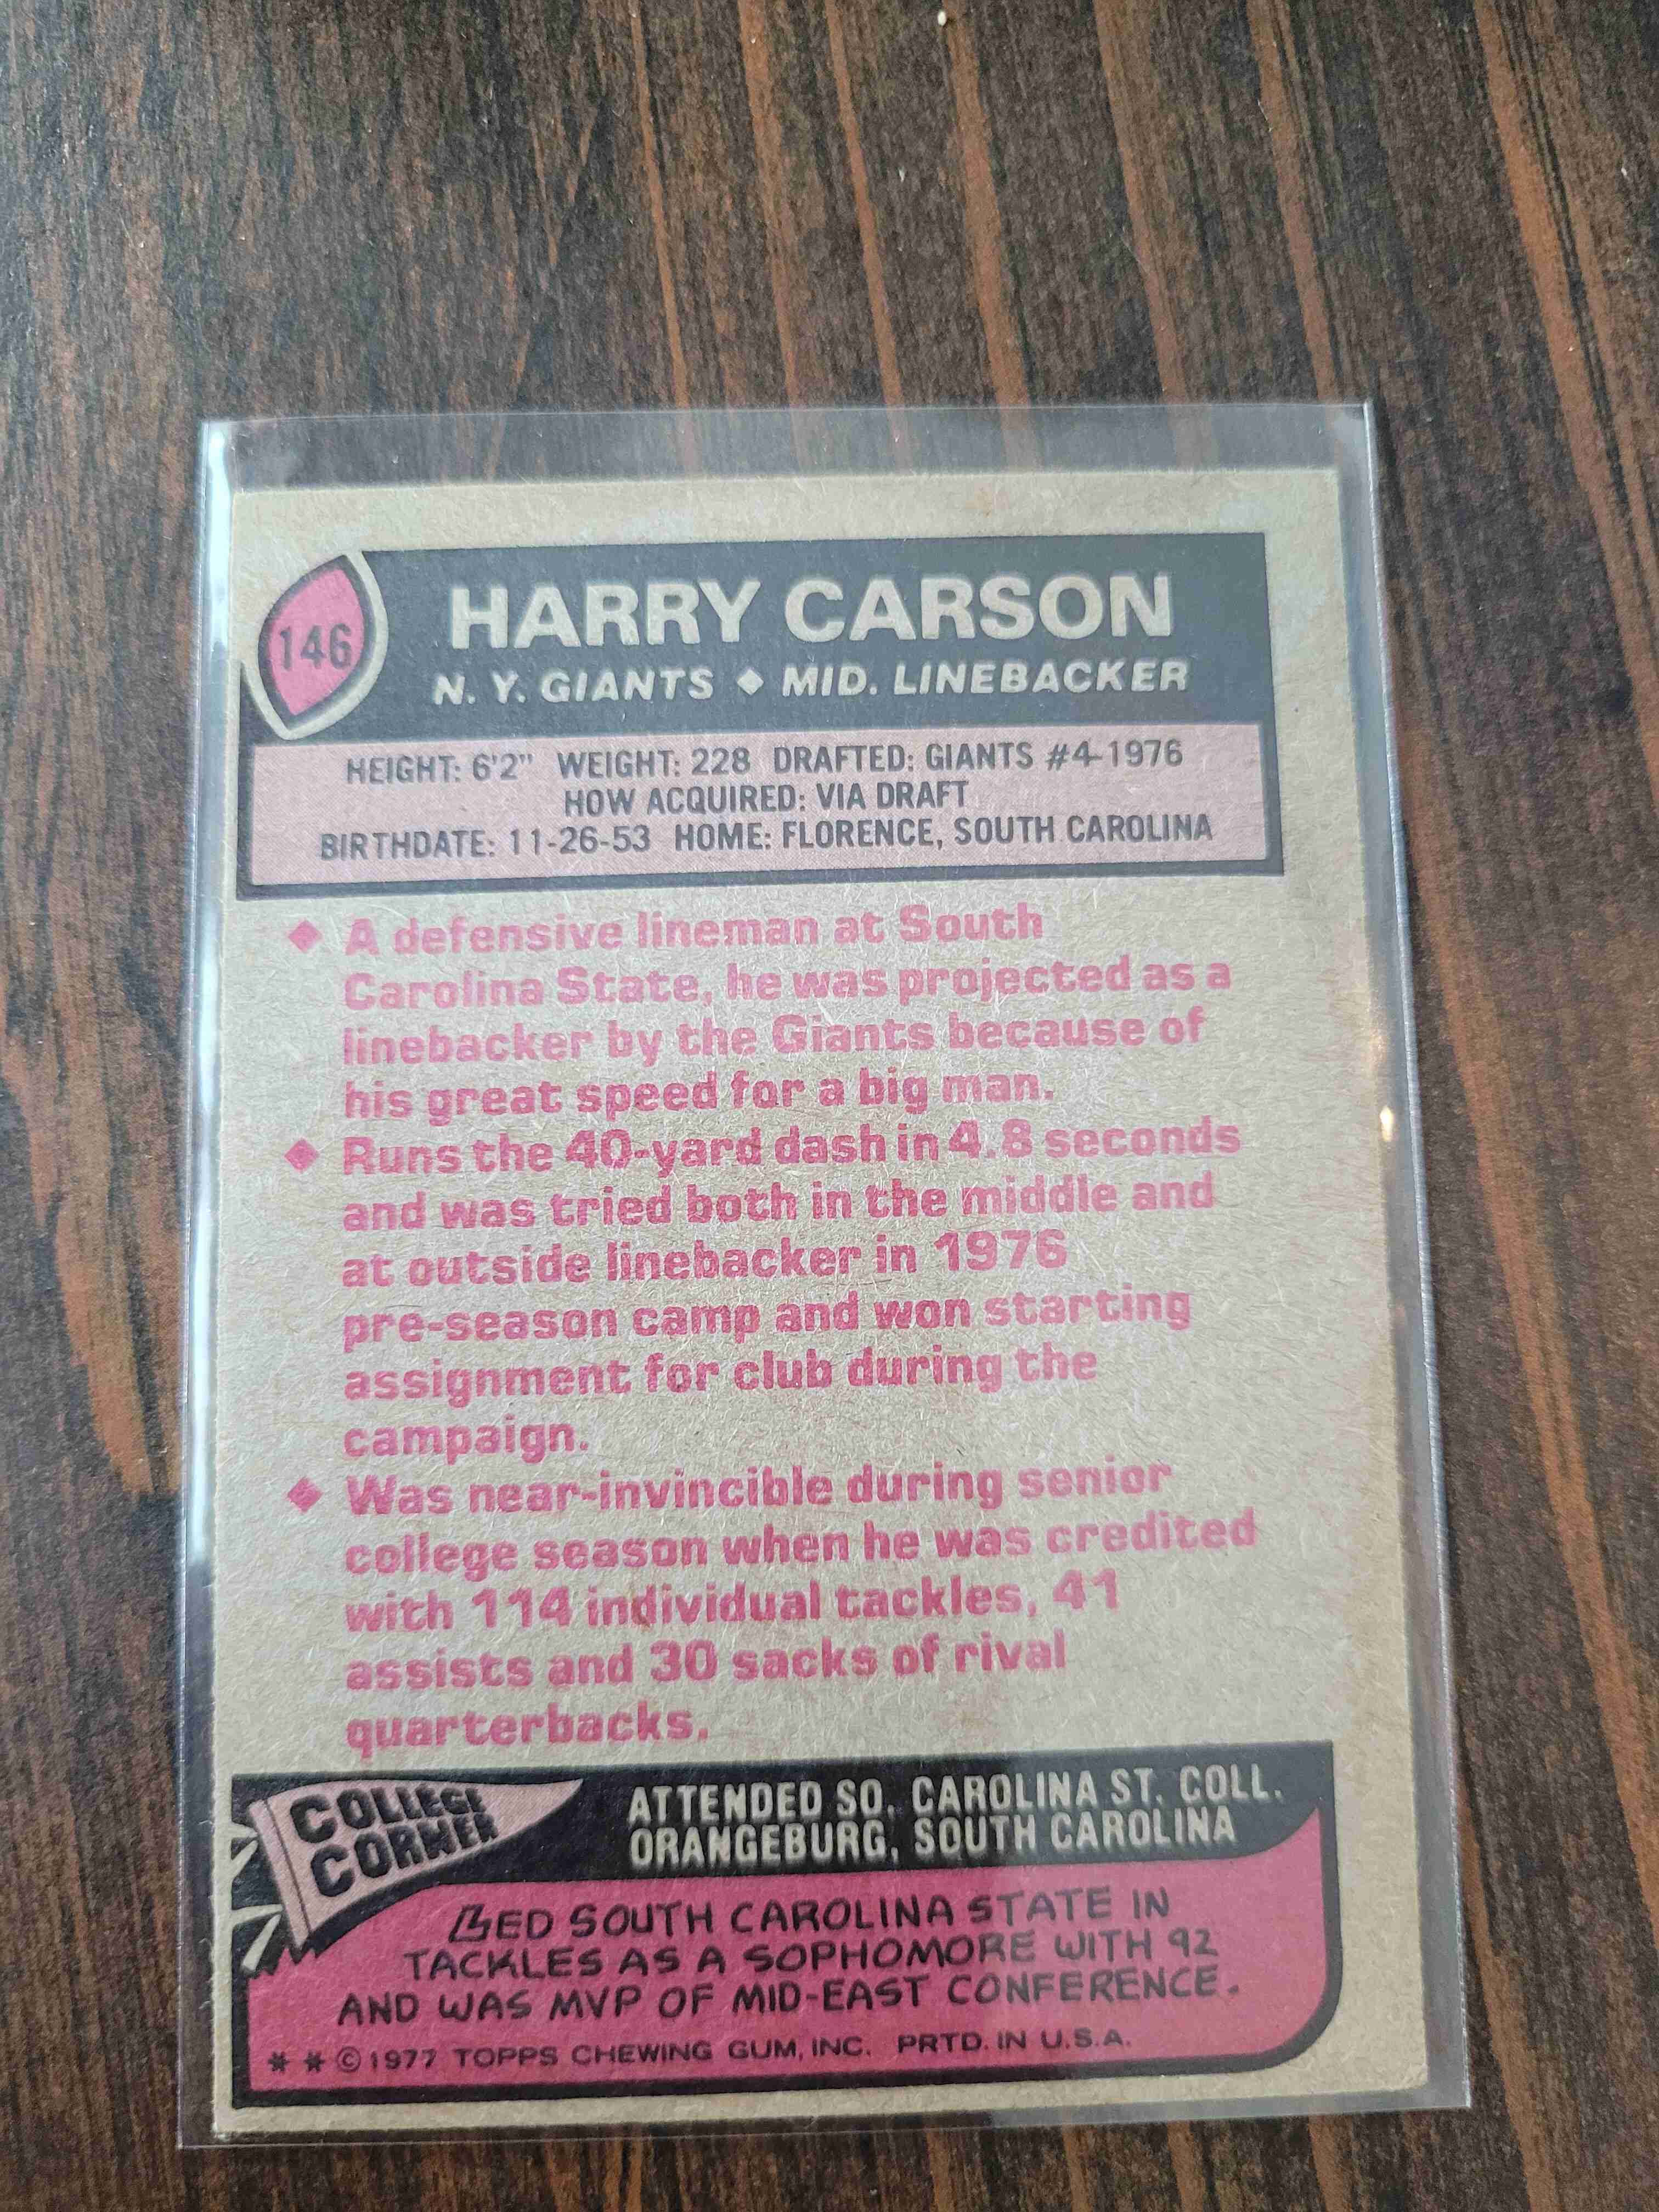 146
HARRY CARSON
N. Y. GIANTS ◆ MID. LINEBACKER
HEIGHT: 6'2" WEIGHT: 228 DRAFTED: GIANTS #4-1976
HOW ACQUIRED: VIA DRAFT
BIRTHDATE: 11-26-53 HOME: FLORENCE, SOUTH CAROLINA
◆ A defensive lineman at South
Carolina State, he was projected as a
linebacker by the Giants because of
his great speed for a big man.
◆ Runs the 40-yard dash in 4.8 seconds
and was tried both in the middle and
at outside linebacker in 1976
pre-season camp and won starting
assignment for club during the
campaign.
◆ Was near-invincible during senior
college season when he was credited
with 114 individual tackles, 41
assists and 30 sacks of rival
quarterbacks.
COLLEGE
CORNER
ATTENDED SO. CAROLINA ST. COLL.
ORANGEBURG, SOUTH CAROLINA
LED SOUTH CAROLINA STATE IN
TACKLES AS A SOPHOMORE WITH 92
AND WAS MVP OF MID-EAST CONFERENCE.
* * © 1977 TOPPS CHEWING GUM, INC. PRTD. IN U.S.A.